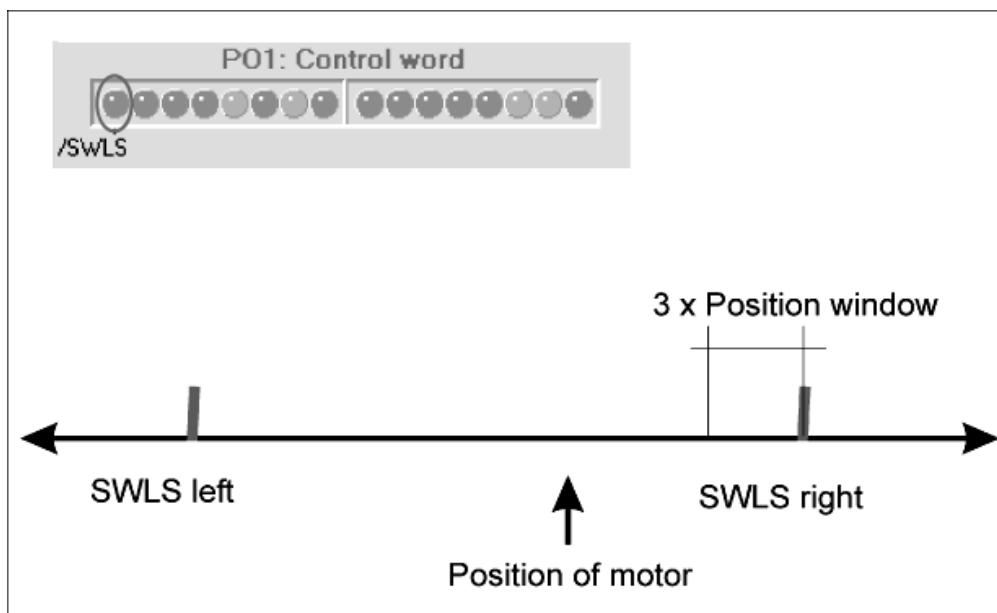 PO1: Control word
/SWLS
3 x Position window
SWLS left
SWLS right
Position of motor